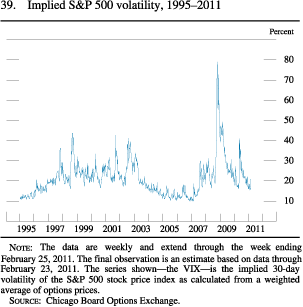 39. Implied S&P 500 volatility, 1995–2011
Percent
80
70
60
50
40
30
20
10
1995 1997 1999 2001 2003 2005 2007 2009 2011
NOTE: The data are weekly and extend through the week ending
February 25, 2011. The final observation is an estimate based on data through
February 23, 2011. The series shown—the VIX—is the implied 30-day
volatility of the S&P 500 stock price index as calculated from a weighted
average of options prices.
SOURCE: Chicago Board Options Exchange.